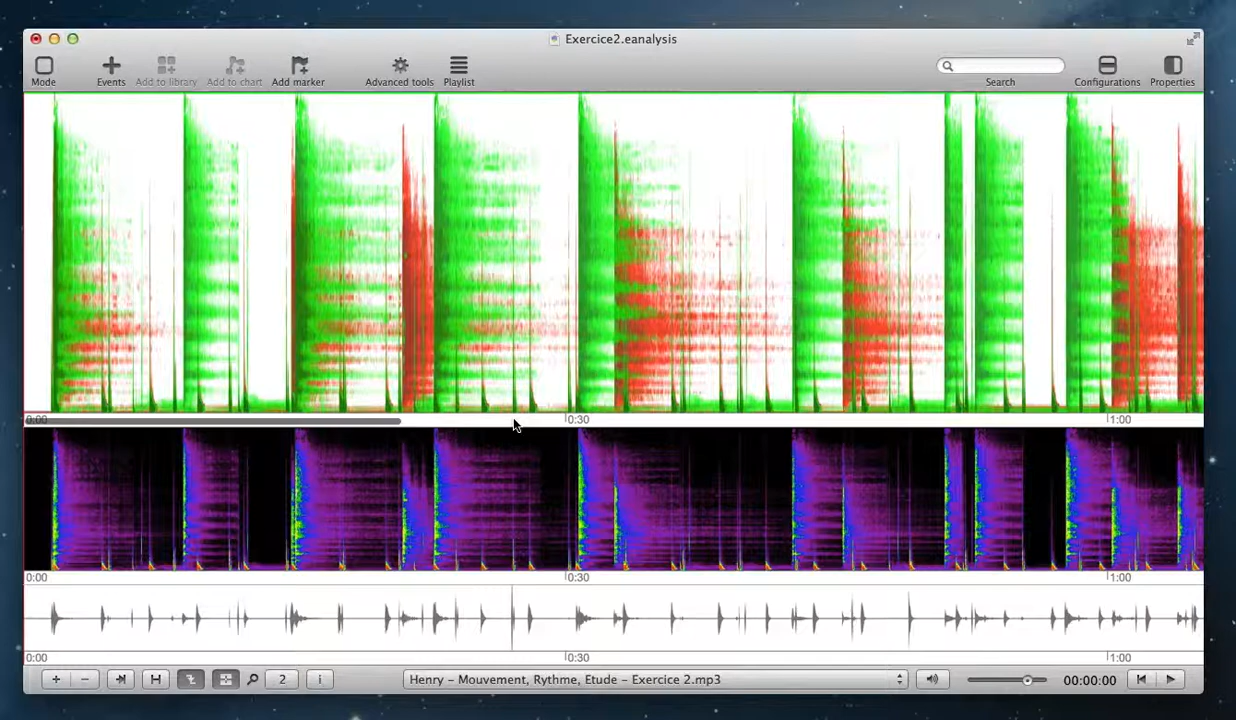 Exercice2.eanalysis
Mode Events Add to library Add to chart Add marker Advanced tools Playlist Search Configurations Properties
0:00 0:30 1:00
0:00 0:30 1:00
0:00 0:30 1:00
2 i Henry – Mouvement, Rythme, Etude – Exercice 2.mp3 00:00:00